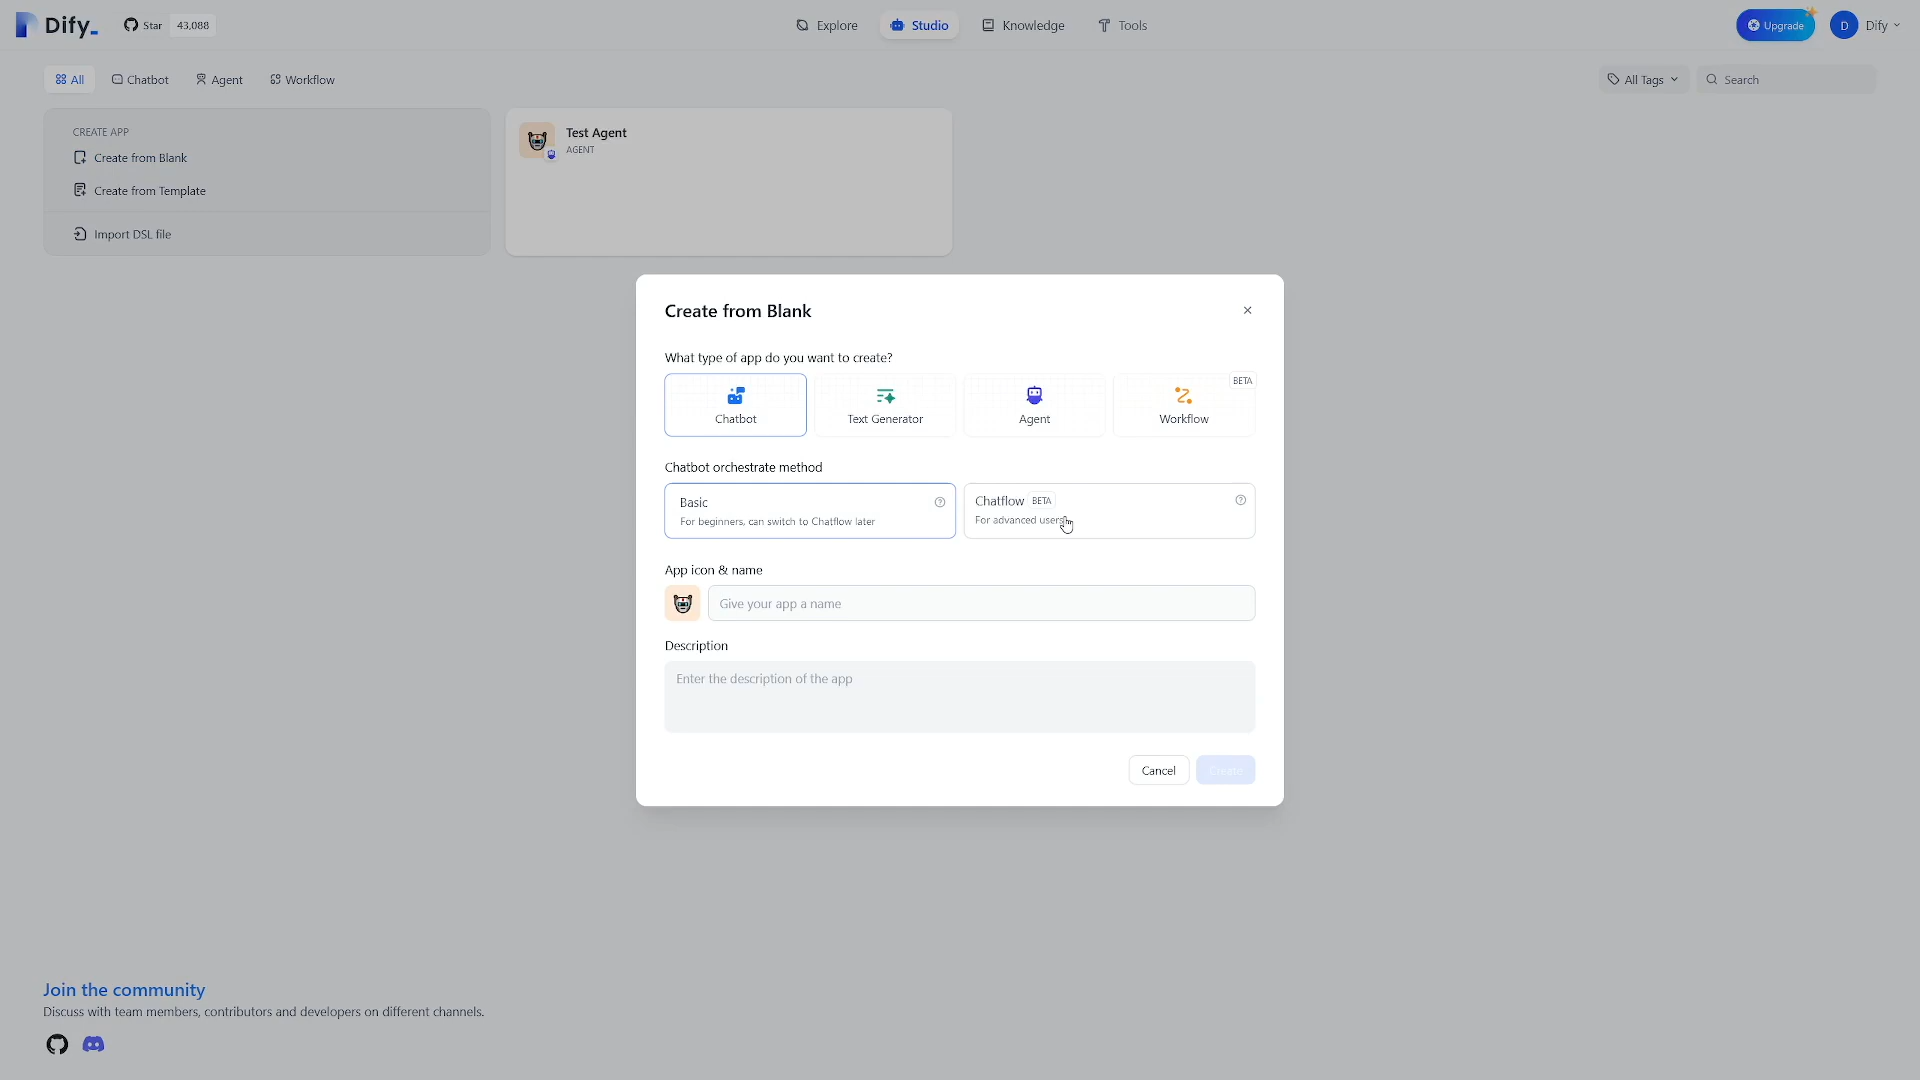 Dify_
Star 43,088
Explore
Studio
Knowledge
Tools
Upgrade
D
Dify
All
Chatbot
Agent
Workflow
All Tags
Search
CREATE APP
Create from Blank
Create from Template
Import DSL file
Test Agent
AGENT
Create from Blank
What type of app do you want to create?
Chatbot
Text Generator
Agent
BETA
Workflow
Chatbot orchestrate method
Basic
For beginners, can switch to Chatflow later
Chatflow BETA
For advanced users
App icon & name
Give your app a name
Description
Enter the description of the app
Cancel
Create
Join the community
Discuss with team members, contributors and developers on different channels.